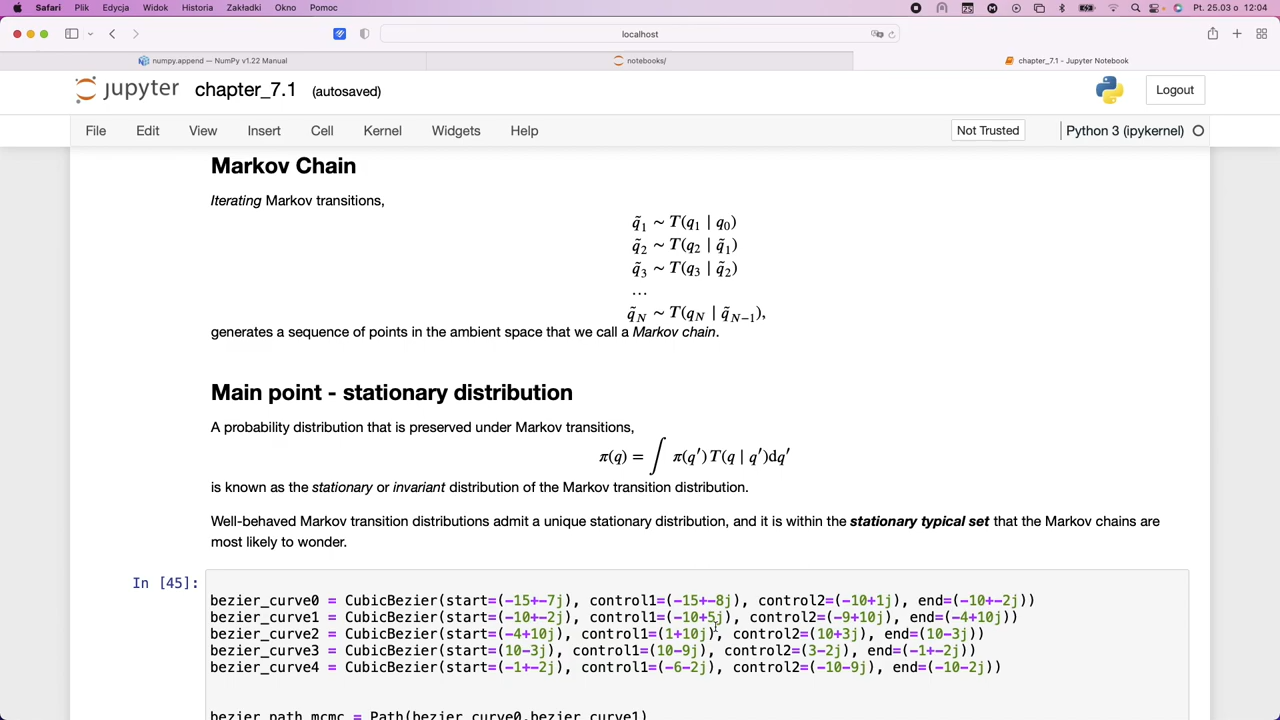 Safari Plik Edycja Widok Historia Zakładki Okno Pomoc Pt. 25.03 o 12:04
localhost
numpy.append — NumPy v1.22 Manual notebooks/ chapter_7.1 - Jupyter Notebook
jupyter chapter_7.1 (autosaved) Logout
File Edit View Insert Cell Kernel Widgets Help Not Trusted Python 3 (ipykernel)
Markov Chain
Iterating Markov transitions,
q̃₁ ∼ T(q₁ | q₀)
q̃₂ ∼ T(q₂ | q̃₁)
q̃₃ ∼ T(q₃ | q̃₂)
…
q̃_N ∼ T(q_N | q̃_{N−1}),
generates a sequence of points in the ambient space that we call a Markov chain.
Main point - stationary distribution
A probability distribution that is preserved under Markov transitions,
π(q) = ∫ π(q′) T(q | q′)dq′
is known as the stationary or invariant distribution of the Markov transition distribution.
Well-behaved Markov transition distributions admit a unique stationary distribution, and it is within the stationary typical set that the Markov chains are
most likely to wonder.
In [45]:
bezier_curve0 = CubicBezier(start=(-15+-7j), control1=(-15+-8j), control2=(-10+1j), end=(-10+-2j))
bezier_curve1 = CubicBezier(start=(-10+-2j), control1=(-10+5j), control2=(-9+10j), end=(-4+10j))
bezier_curve2 = CubicBezier(start=(-4+10j), control1=(1+10j), control2=(10+3j), end=(10-3j))
bezier_curve3 = CubicBezier(start=(10-3j), control1=(10-9j), control2=(3-2j), end=(-1+-2j))
bezier_curve4 = CubicBezier(start=(-1+-2j), control1=(-6-2j), control2=(-10-9j), end=(-10-2j))
bezier_path_mcmc = Path(bezier_curve0,bezier_curve1)